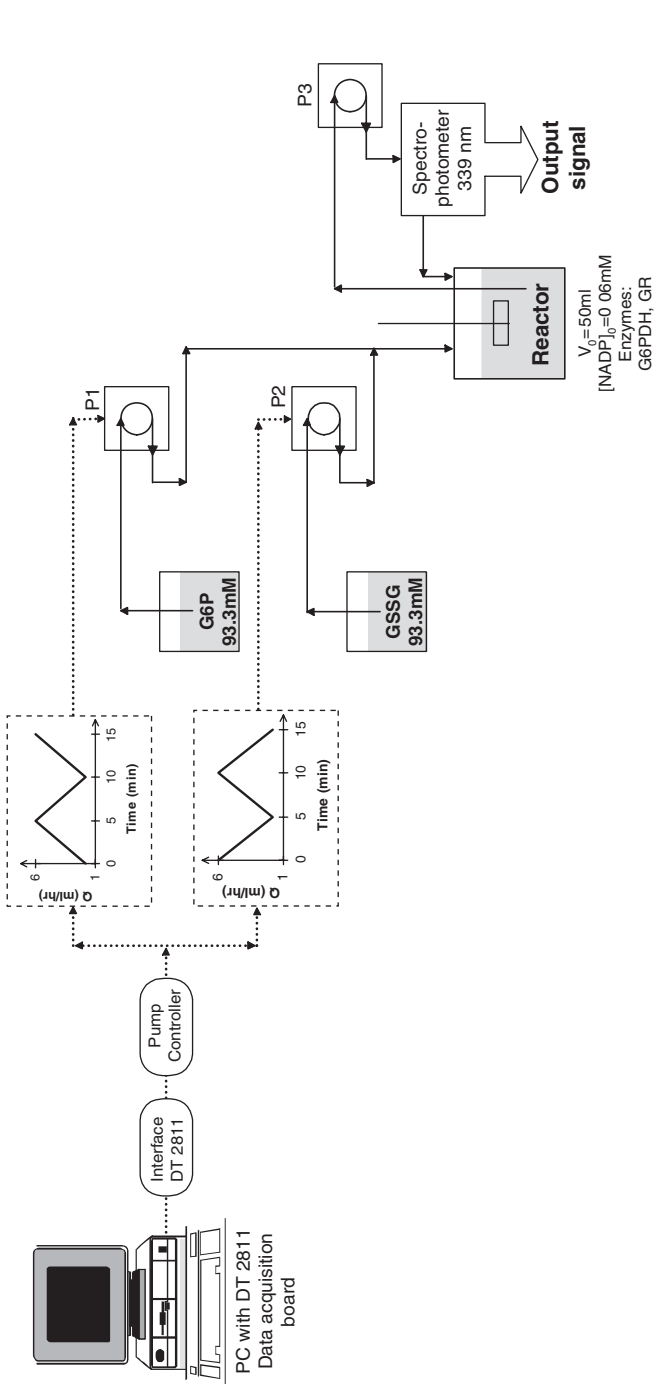 PC with DT 2811
Data acquisition
board
Interface
DT 2811
Pump
Controller
Q (ml/hr)
6
1
0
5
10
15
Time (min)
Q (ml/hr)
6
1
0
5
10
15
Time (min)
G6P
93.3mM
GSSG
93.3mM
P1
P2
P3
Spectro-
photometer
339 nm
Output
signal
Reactor
V₀=50ml
[NADP]₀=0 06mM
Enzymes:
G6PDH, GR